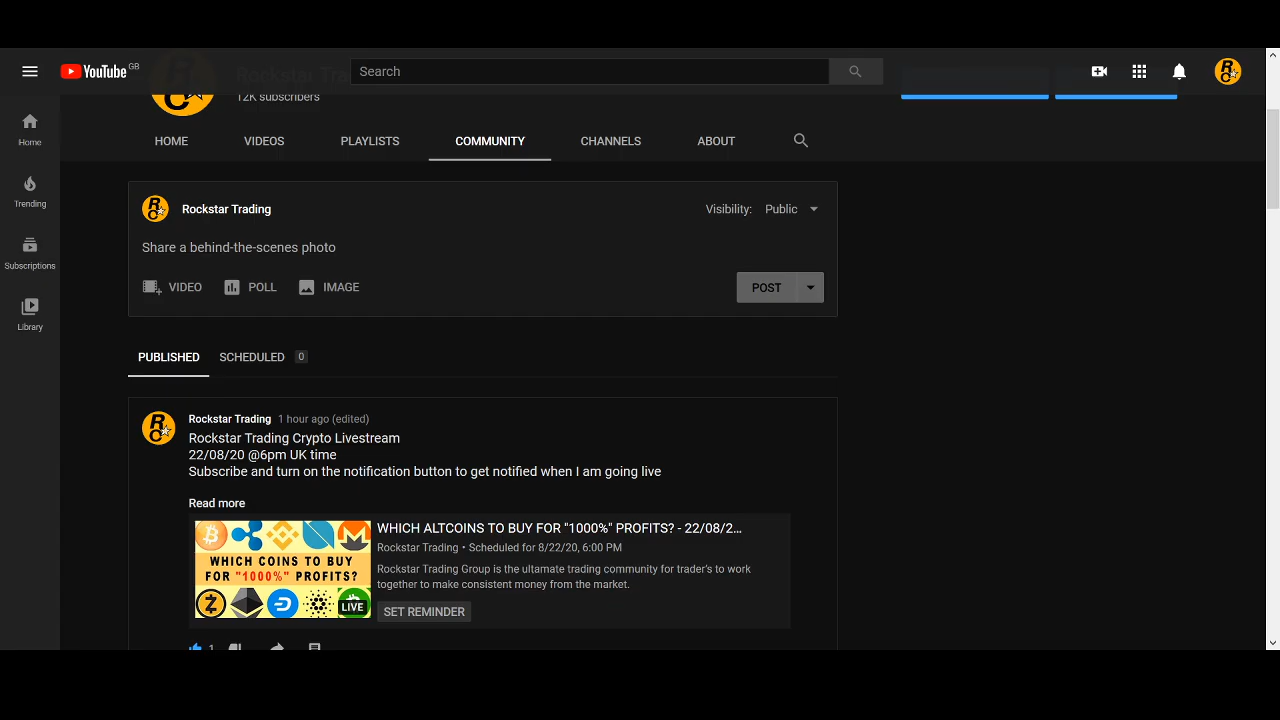 YouTube GB
Search
Rockstar Tra
12K subscribers
HOME VIDEOS PLAYLISTS COMMUNITY CHANNELS ABOUT
Home
Trending
Subscriptions
Library
Rockstar Trading
Visibility: Public
Share a behind-the-scenes photo
VIDEO POLL IMAGE
POST
PUBLISHED SCHEDULED 0
Rockstar Trading 1 hour ago (edited)
Rockstar Trading Crypto Livestream
22/08/20 @6pm UK time
Subscribe and turn on the notification button to get notified when I am going live
Read more
WHICH COINS TO BUY
FOR "1000%" PROFITS?
LIVE
WHICH ALTCOINS TO BUY FOR "1000%" PROFITS? - 22/08/2...
Rockstar Trading • Scheduled for 8/22/20, 6:00 PM
Rockstar Trading Group is the ultamate trading community for trader's to work
together to make consistent money from the market.
SET REMINDER
1